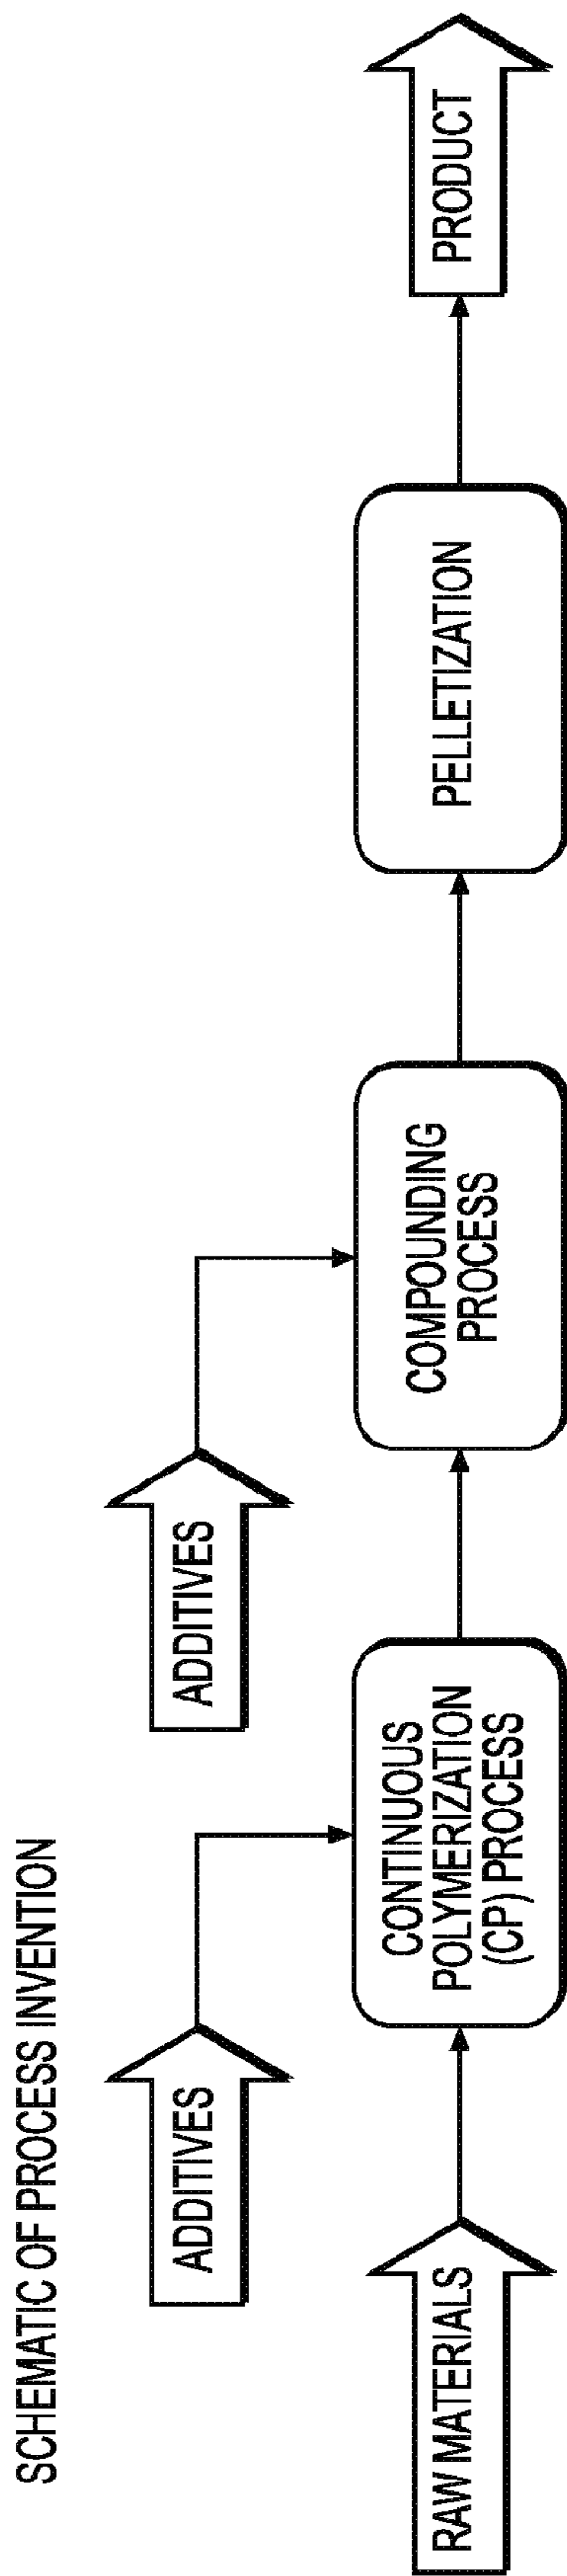 SCHEMATIC OF PROCESS INVENTION
ADDITIVES
ADDITIVES
RAW MATERIALS
CONTINUOUS
POLYMERIZATION
(CP) PROCESS
COMPOUNDING
PROCESS
PELLETIZATION
PRODUCT